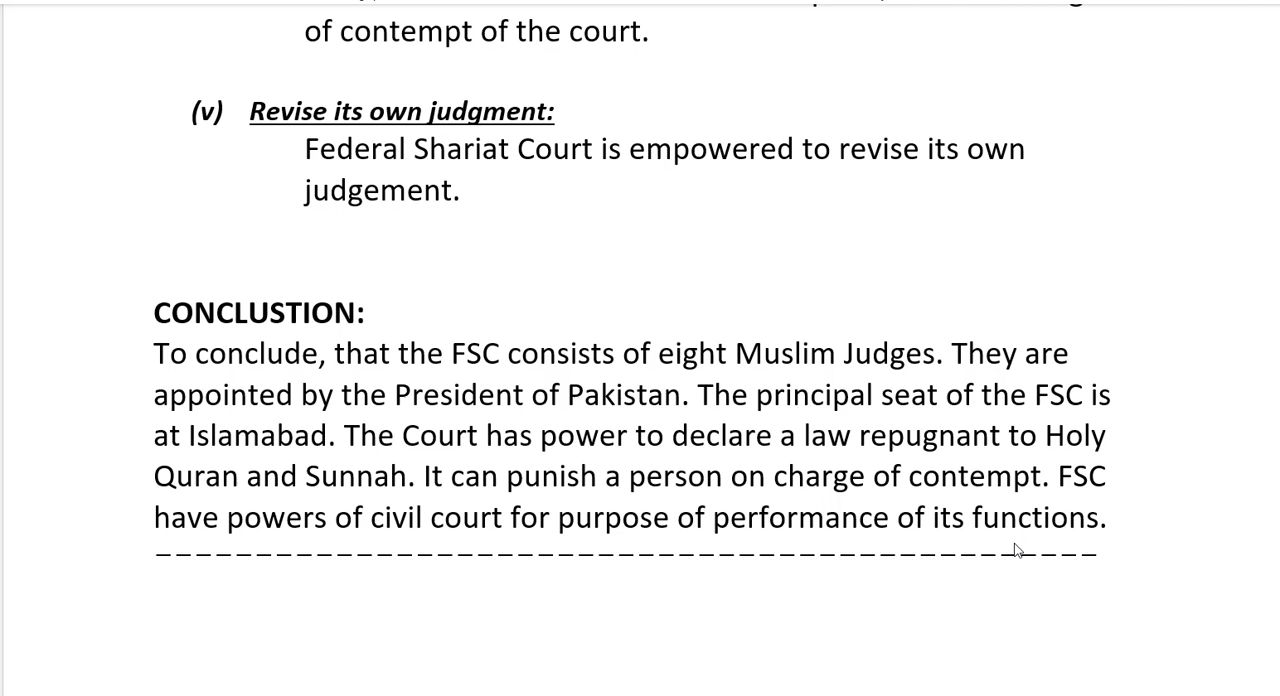 of contempt of the court.
(v) Revise its own judgment:
Federal Shariat Court is empowered to revise its own
judgement.
CONCLUSTION:
To conclude, that the FSC consists of eight Muslim Judges. They are
appointed by the President of Pakistan. The principal seat of the FSC is
at Islamabad. The Court has power to declare a law repugnant to Holy
Quran and Sunnah. It can punish a person on charge of contempt. FSC
have powers of civil court for purpose of performance of its functions.